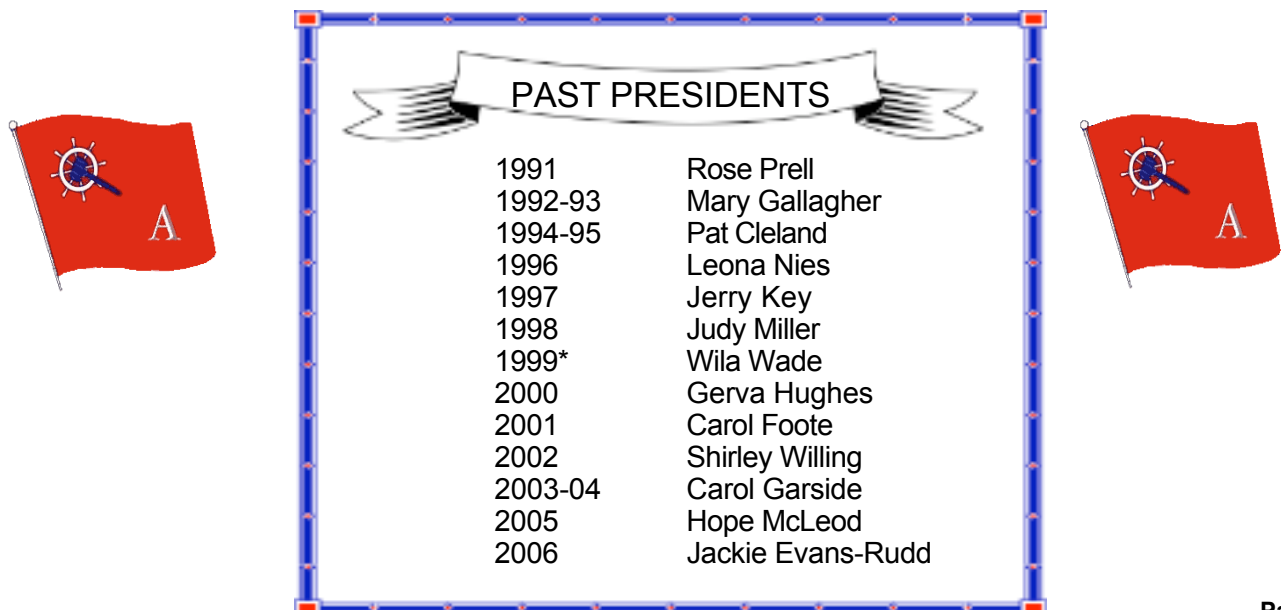 PAST PRESIDENTS
1991 Rose Prell
1992-93 Mary Gallagher
1994-95 Pat Cleland
1996 Leona Nies
1997 Jerry Key
1998 Judy Miller
1999* Wila Wade
2000 Gerva Hughes
2001 Carol Foote
2002 Shirley Willing
2003-04 Carol Garside
2005 Hope McLeod
2006 Jackie Evans-Rudd
A
A